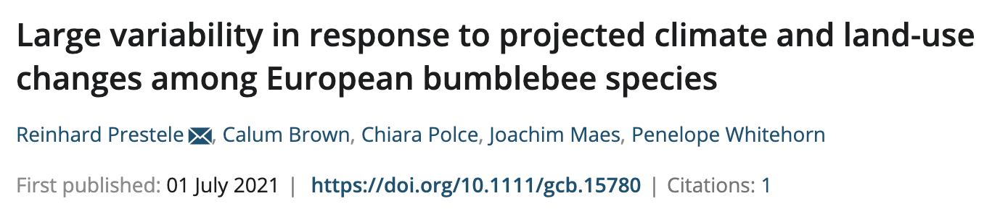 Large variability in response to projected climate and land-use
changes among European bumblebee species
Reinhard Prestele, Calum Brown, Chiara Polce, Joachim Maes, Penelope Whitehorn
First published: 01 July 2021 | https://doi.org/10.1111/gcb.15780 | Citations: 1